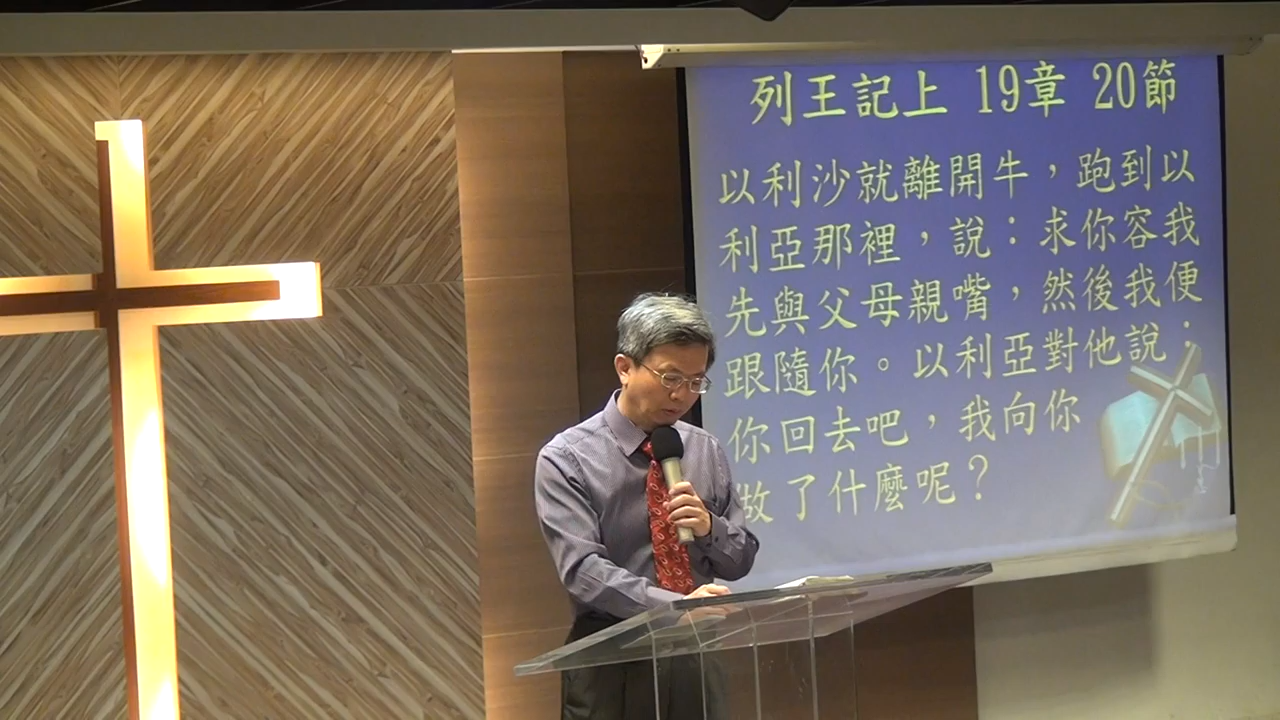 列王記上 19章 20節
以利沙就離開牛，跑到以
利亞那裡，說：求你容我
先與父母親嘴，然後我便
跟隨你。以利亞對他說：
你回去吧，我向你
做了什麼呢？